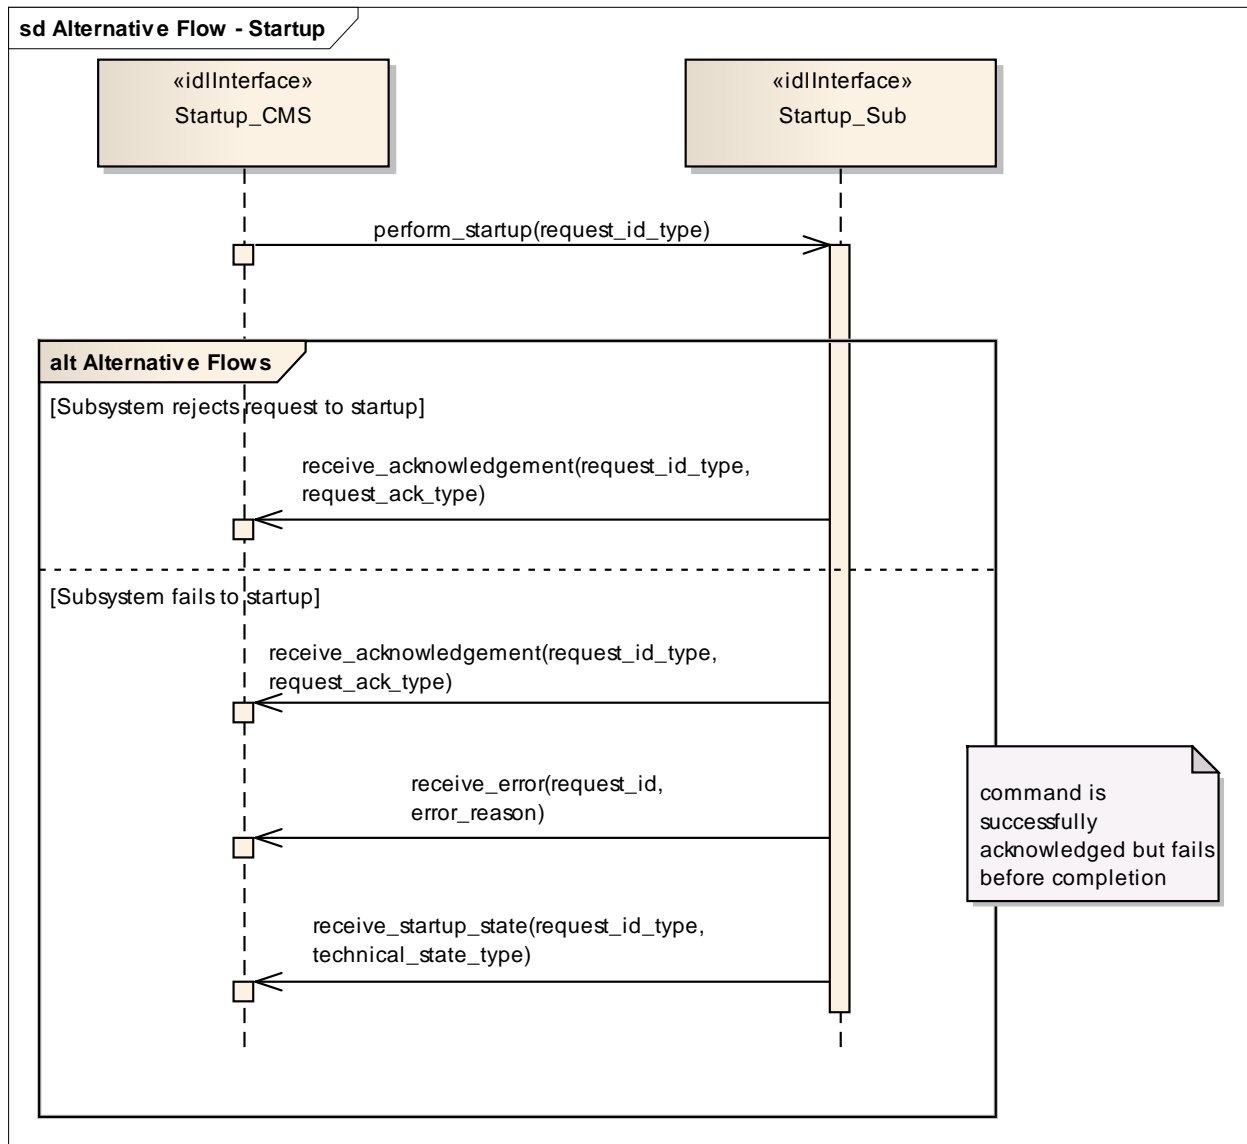 sd Alternative Flow - Startup
«idlInterface»
Startup_CMS
«idlInterface»
Startup_Sub
perform_startup(request_id_type)
alt Alternative Flows
[Subsystem rejects request to startup]
receive_acknowledgement(request_id_type,
request_ack_type)
[Subsystem fails to startup]
receive_acknowledgement(request_id_type,
request_ack_type)
receive_error(request_id,
error_reason)
command is
successfully
acknowledged but fails
before completion
receive_startup_state(request_id_type,
technical_state_type)